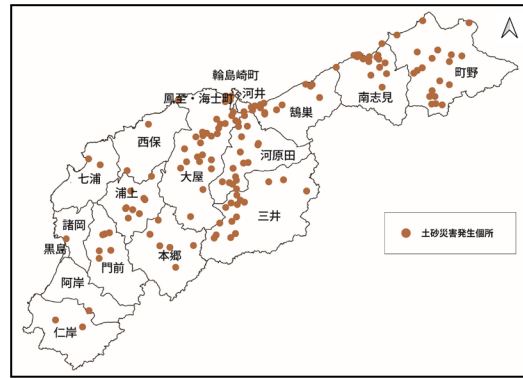 輪島崎町
鳳至・海士町
河井
鵠巣
南志見
町野
西保
河原田
七浦
大屋
浦上
三井
諸岡
黒島
門前
本郷
阿岸
仁岸
土砂災害発生個所